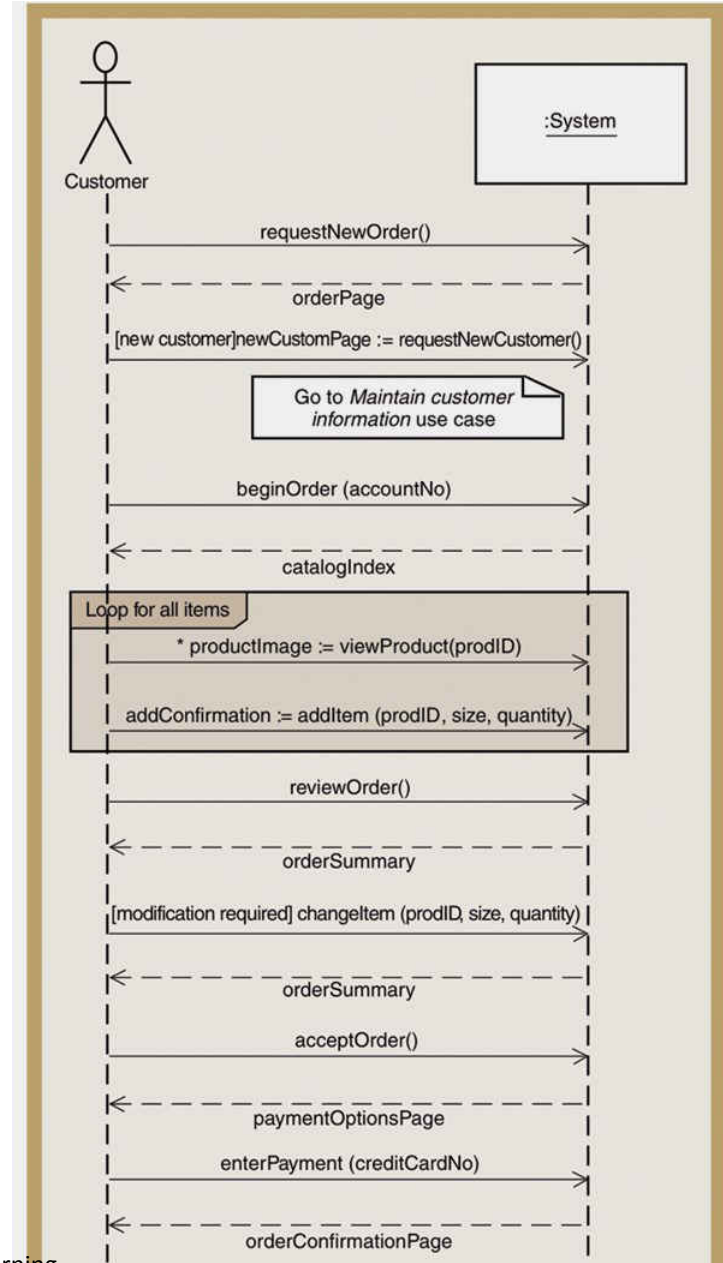 :System
Customer
requestNewOrder()
orderPage
[new customer]newCustomPage := requestNewCustomer()
Go to Maintain customer
information use case
beginOrder (accountNo)
catalogIndex
Loop for all items
* productImage := viewProduct(prodID)
addConfirmation := addItem (prodID, size, quantity)
reviewOrder()
orderSummary
[modification required] changeItem (prodID, size, quantity)
orderSummary
acceptOrder()
paymentOptionsPage
enterPayment (creditCardNo)
orderConfirmationPage